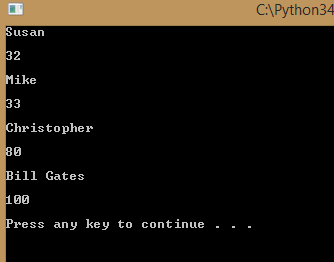 C:\Python34
Susan
32
Mike
33
Christopher
80
Bill Gates
100
Press any key to continue . . .